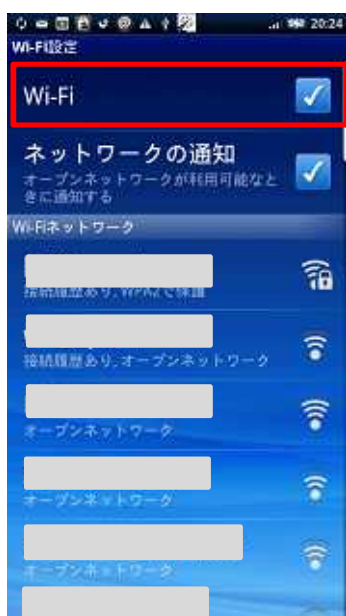 20:24
Wi-Fi設定
Wi-Fi
ネットワークの通知
オープンネットワークが利用可能なと
きに通知する
Wi-Fiネットワーク
接続履歴あり, WPA2で保護
接続履歴あり, オープンネットワーク
オープンネットワーク
オープンネットワーク
オープンネットワーク